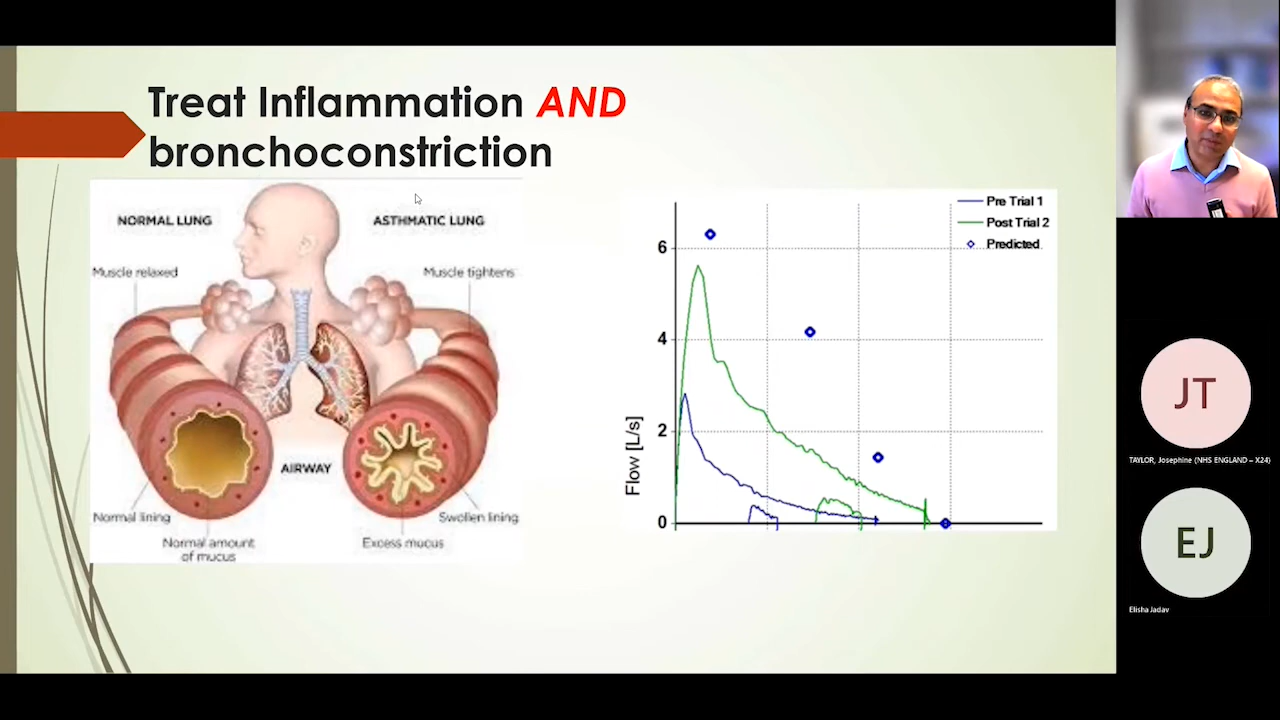 Treat Inflammation AND
bronchoconstriction
NORMAL LUNG
ASTHMATIC LUNG
Muscle relaxed
Muscle tightens
AIRWAY
Normal lining
Swollen lining
Normal amount
of mucus
Excess mucus
Pre Trial 1
Post Trial 2
Predicted
Flow [L/s]
6
4
2
0
JT
TAYLOR, Josephine (NHS ENGLAND – X24)
EJ
Elisha Jadav